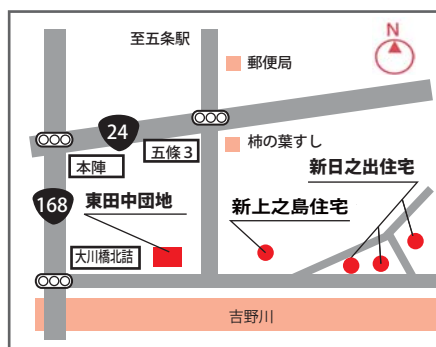 至五条駅
N
郵便局
24
五條3
柿の葉すし
本陣
新日之出住宅
168
東田中団地
新上之島住宅
大川橋北詰
吉野川